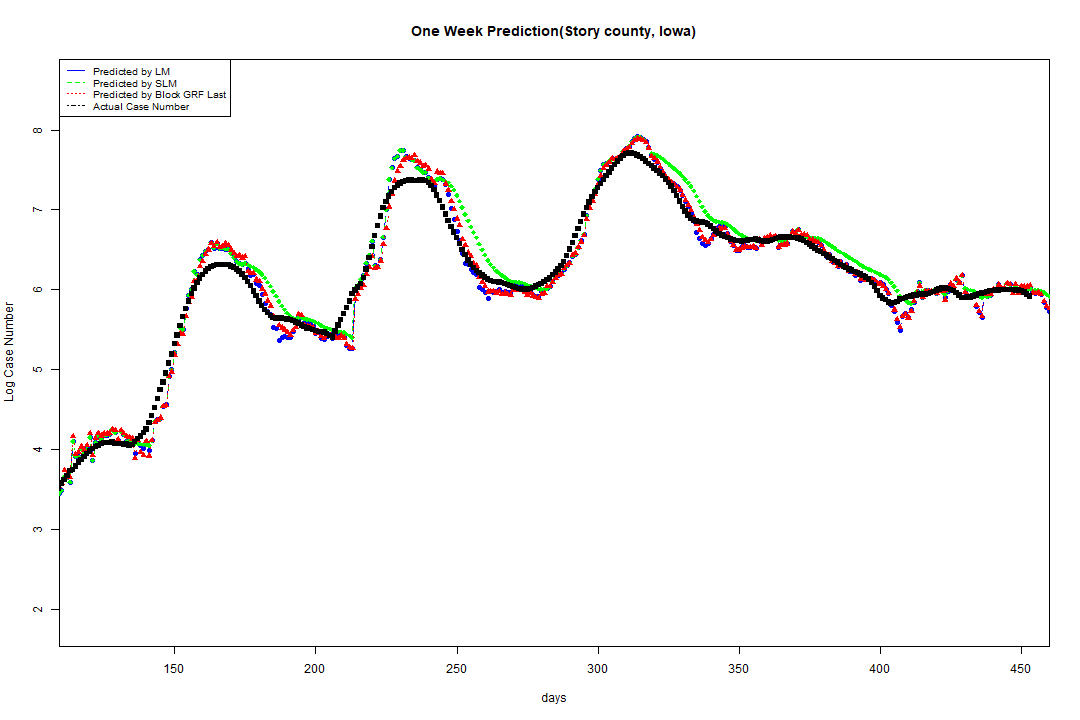 One Week Prediction(Story county, Iowa)
Predicted by LM
Predicted by SLM
Predicted by Block GRF Last
Actual Case Number
8
7
6
5
4
3
2
Log Case Number
150 200 250 300 350 400 450
days